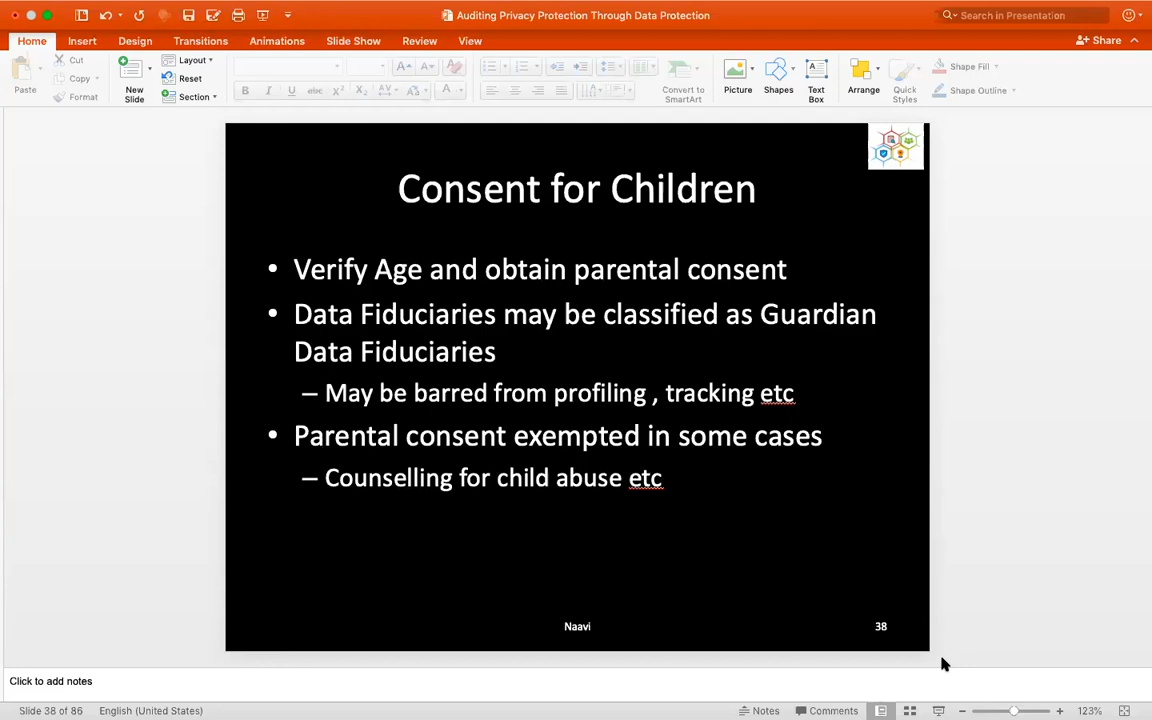 Auditing Privacy Protection Through Data Protection
Search in Presentation
Home Insert Design Transitions Animations Slide Show Review View
Share
Paste
Cut
Copy
Format
New
Slide
Layout
Reset
Section
Convert to
SmartArt
Picture
Shapes
Text
Box
Arrange
Quick
Styles
Shape Fill
Shape Outline
Consent for Children
• Verify Age and obtain parental consent
• Data Fiduciaries may be classified as Guardian
Data Fiduciaries
– May be barred from profiling , tracking etc
• Parental consent exempted in some cases
– Counselling for child abuse etc
Naavi
38
Click to add notes
Slide 38 of 86 English (United States)
Notes Comments 123%